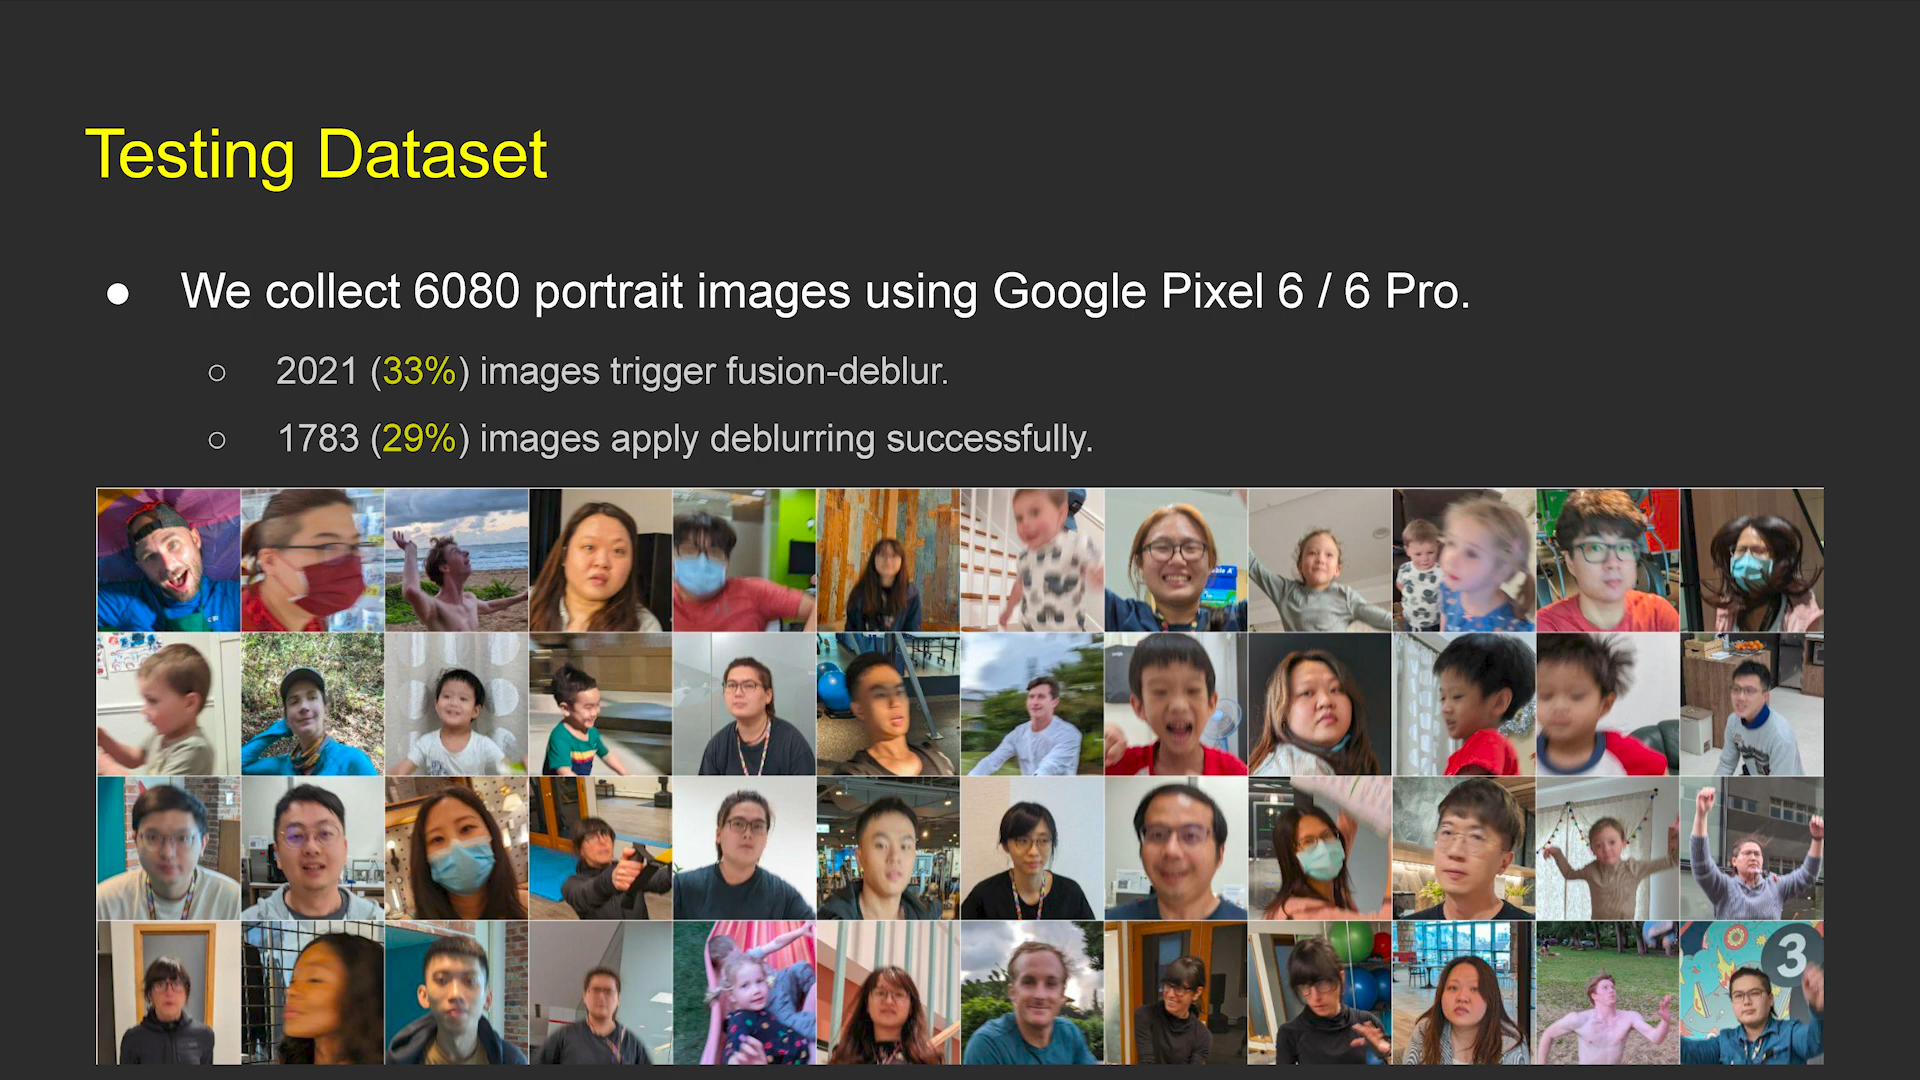 Testing Dataset
● We collect 6080 portrait images using Google Pixel 6 / 6 Pro.
○ 2021 (33%) images trigger fusion-deblur.
○ 1783 (29%) images apply deblurring successfully.
3